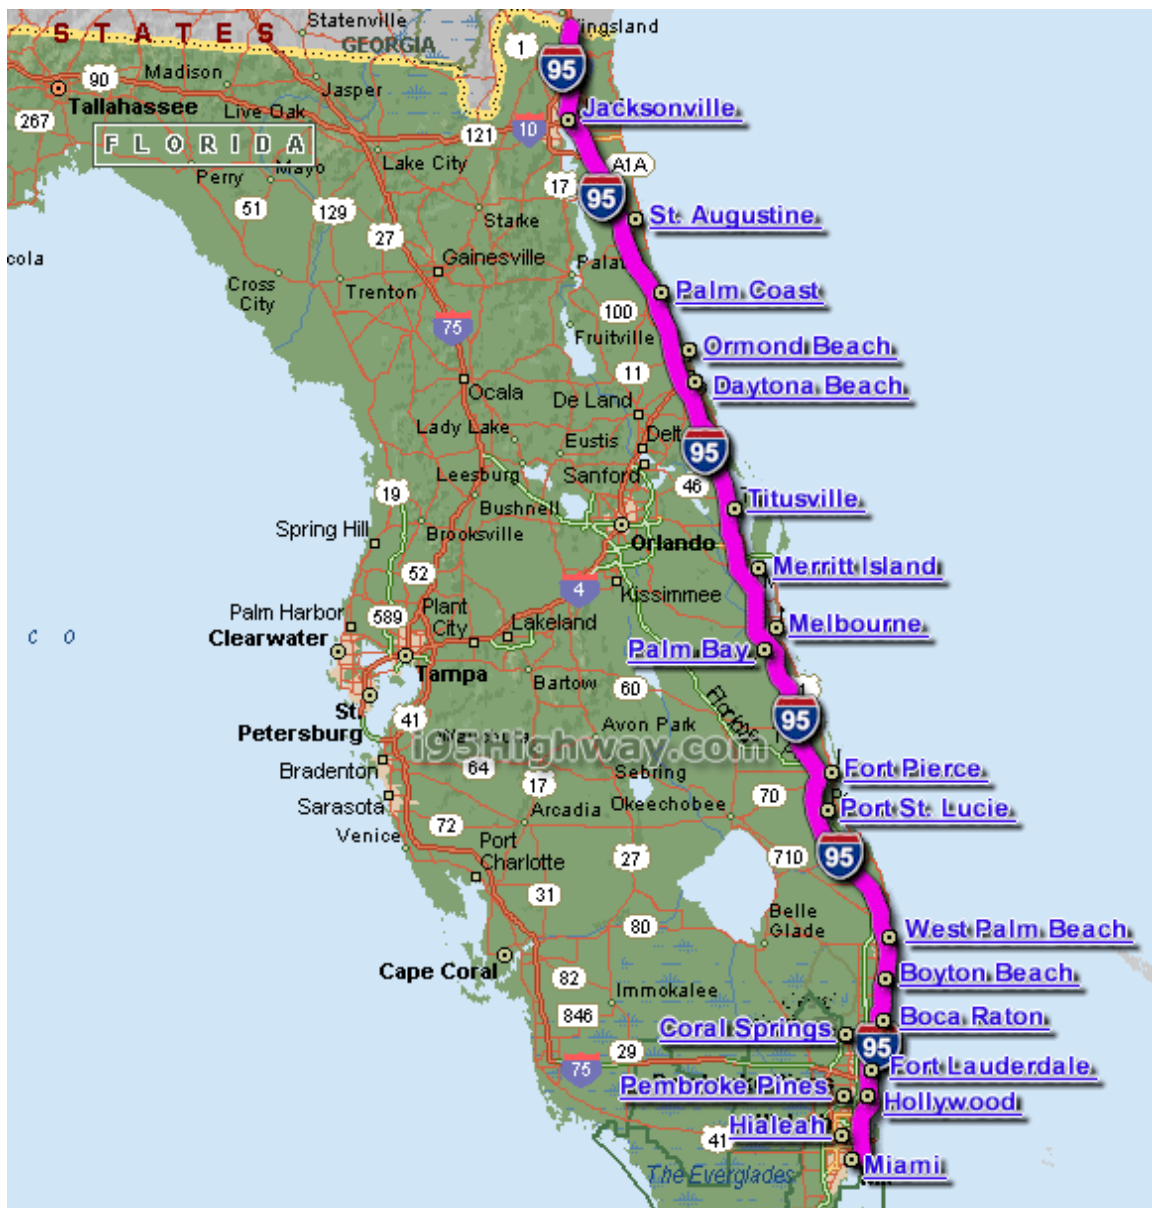 STATES
Statenville
GEORGIA
ingsland
1
95
90
Madison
Jasper
Tallahassee
Live Oak
Jacksonville
267
FLORIDA
121
10
Lake City
A1A
Perry
Mayo
17
95
51
129
Starke
St. Augustine
27
cola
Gainesville
Palat
Cross
City
Trenton
Palm Coast
100
75
Fruitville
Ormond Beach
11
Ocala
De Land
Daytona Beach
Lady Lake
Eustis
Delt
95
Leesburg
Sanford
46
19
Bushnell
Titusville
Spring Hill
Brooksville
Orlando
52
4
Kissimmee
Merritt Island
Palm Harbor
589
Plant
City
Lakeland
C O
Clearwater
Melbourne
Palm Bay
Tampa
Bartow
60
1
St.
Petersburg
41
Avon Park
Florida
95
Wauchula
i95Highway.com
Bradenton
64
Sebring
Fort Pierce
17
70
Sarasota
Arcadia
Okeechobee
Port St. Lucie
Venice
72
Port
Charlotte
27
710
95
31
Belle
Glade
80
West Palm Beach
Cape Coral
82
Boyton Beach
Immokalee
846
Boca Raton
Coral Springs
29
95
75
Fort Lauderdale
Pembroke Pines
Hollywood
41
Hialeah
The Everglades
Miami